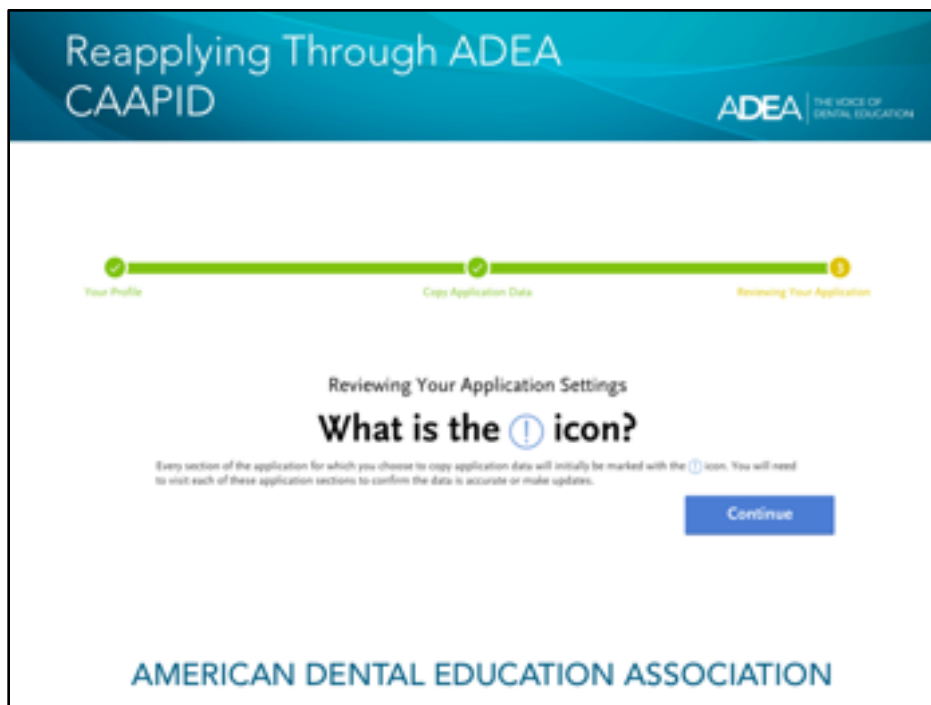 Reapplying Through ADEA
CAAPID
ADEA
THE VOICE OF
DENTAL EDUCATION
Your Profile
Copy Application Data
3
Reviewing Your Application
Reviewing Your Application Settings
What is the ! icon?
Every section of the application for which you choose to copy application data will initially be marked with the ! icon. You will need
to visit each of these application sections to confirm the data is accurate or make updates.
Continue
AMERICAN DENTAL EDUCATION ASSOCIATION